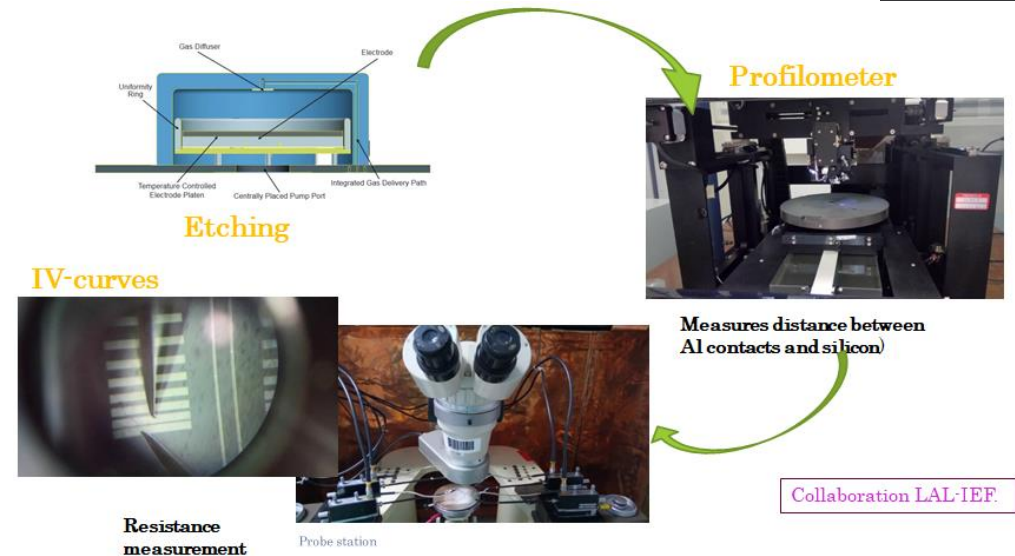 Gas Diffuser
Electrode
Uniformity
Ring
Temperature Controlled
Electrode Platen
Centrally Placed Pump Port
Integrated Gas Delivery Path
Etching
Profilometer
Measures distance between
Al contacts and silicon)
IV-curves
Resistance
measurement
Probe station
Collaboration LAL-IEF.